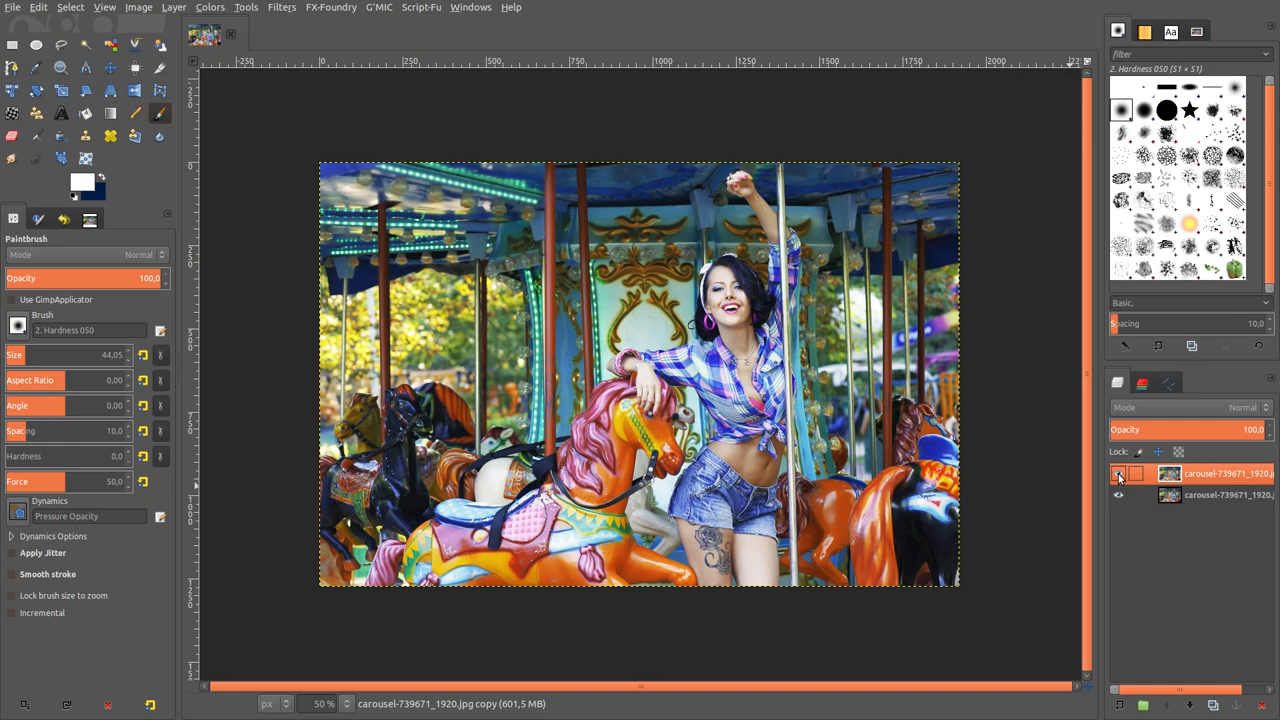 File Edit Select View Image Layer Colors Tools Filters FX-Foundry G'MIC Script-Fu Windows Help
-250 0 250 500 750 1000 1250 1500 1750 2000
Paintbrush
Mode Normal
Opacity 100,0
Use GimpApplicator
Brush
2. Hardness 050
Size 44,05
Aspect Ratio 0,00
Angle 0,00
Spacing 10,0
Hardness 0,0
Force 50,0
Dynamics
Pressure Opacity
Dynamics Options
Apply Jitter
Smooth stroke
Lock brush size to zoom
Incremental
px 50 % carousel-739671_1920.jpg copy (601,5 MB)
Aa
filter
2. Hardness 050 (51 × 51)
Basic,
Spacing 10,0
Mode Normal
Opacity 100,0
Lock:
carousel-739671_1920.j
carousel-739671_1920.